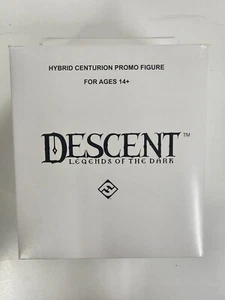 HYBRID CENTURION PROMO FIGURE
FOR AGES 14+
DESCENT™
LEGENDS OF THE DARK